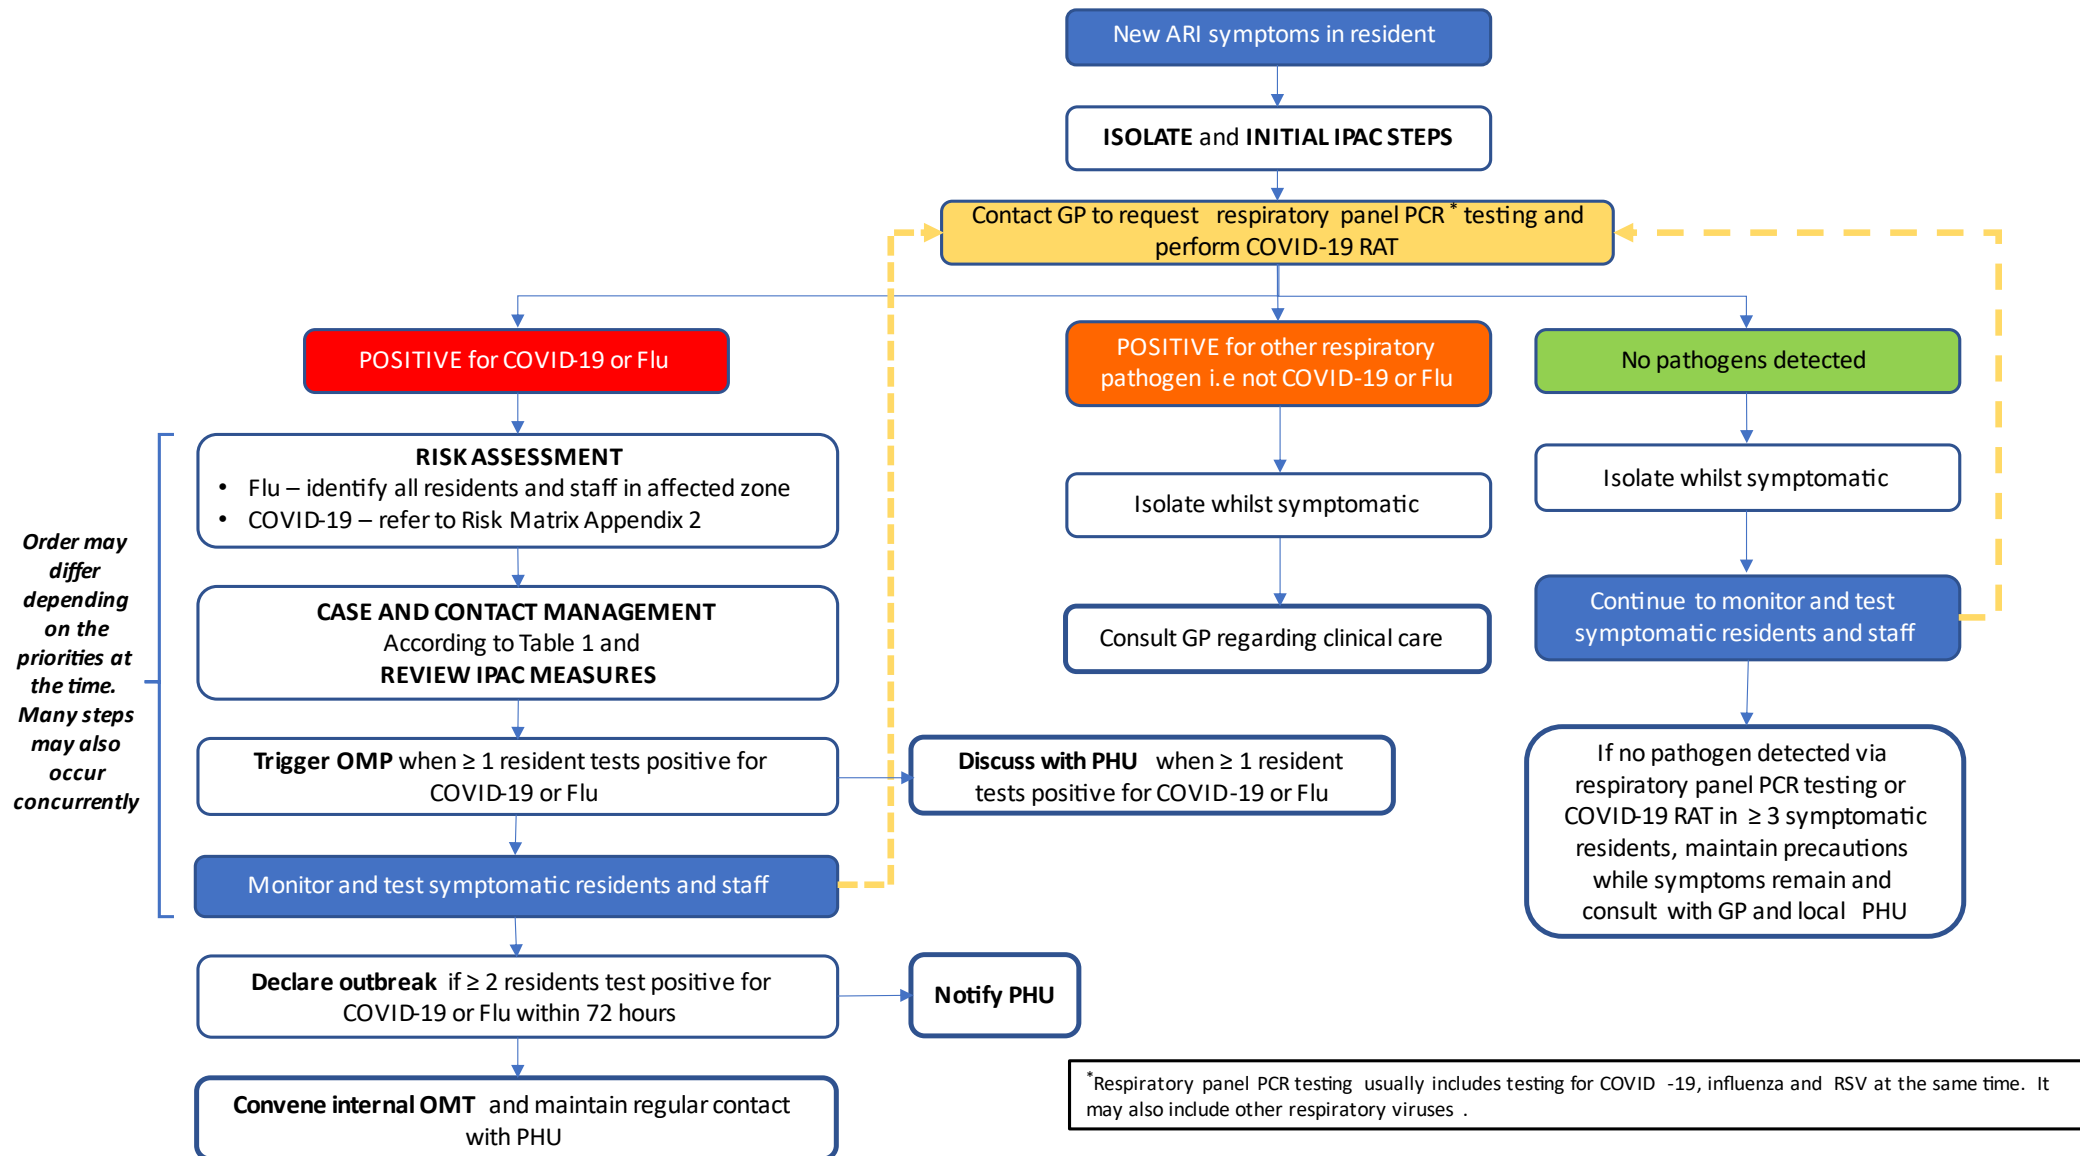 New ARI symptoms in resident
ISOLATE and INITIAL IPAC STEPS
Contact GP to request respiratory panel PCR* testing and
perform COVID-19 RAT
POSITIVE for COVID-19 or Flu
POSITIVE for other respiratory
pathogen i.e not COVID-19 or Flu
No pathogens detected
RISK ASSESSMENT
• Flu – identify all residents and staff in affected zone
• COVID-19 – refer to Risk Matrix Appendix 2
Isolate whilst symptomatic
Isolate whilst symptomatic
Order may
differ
depending
on the
priorities at
the time.
Many steps
may also
occur
concurrently
CASE AND CONTACT MANAGEMENT
According to Table 1 and
REVIEW IPAC MEASURES
Consult GP regarding clinical care
Continue to monitor and test
symptomatic residents and staff
Trigger OMP when ≥ 1 resident tests positive for
COVID-19 or Flu
Discuss with PHU when ≥ 1 resident
tests positive for COVID-19 or Flu
If no pathogen detected via
respiratory panel PCR testing or
COVID-19 RAT in ≥ 3 symptomatic
residents, maintain precautions
while symptoms remain and
consult with GP and local PHU
Monitor and test symptomatic residents and staff
Declare outbreak if ≥ 2 residents test positive for
COVID-19 or Flu within 72 hours
Notify PHU
Convene internal OMT and maintain regular contact
with PHU
*Respiratory panel PCR testing usually includes testing for COVID -19, influenza and RSV at the same time. It
may also include other respiratory viruses .